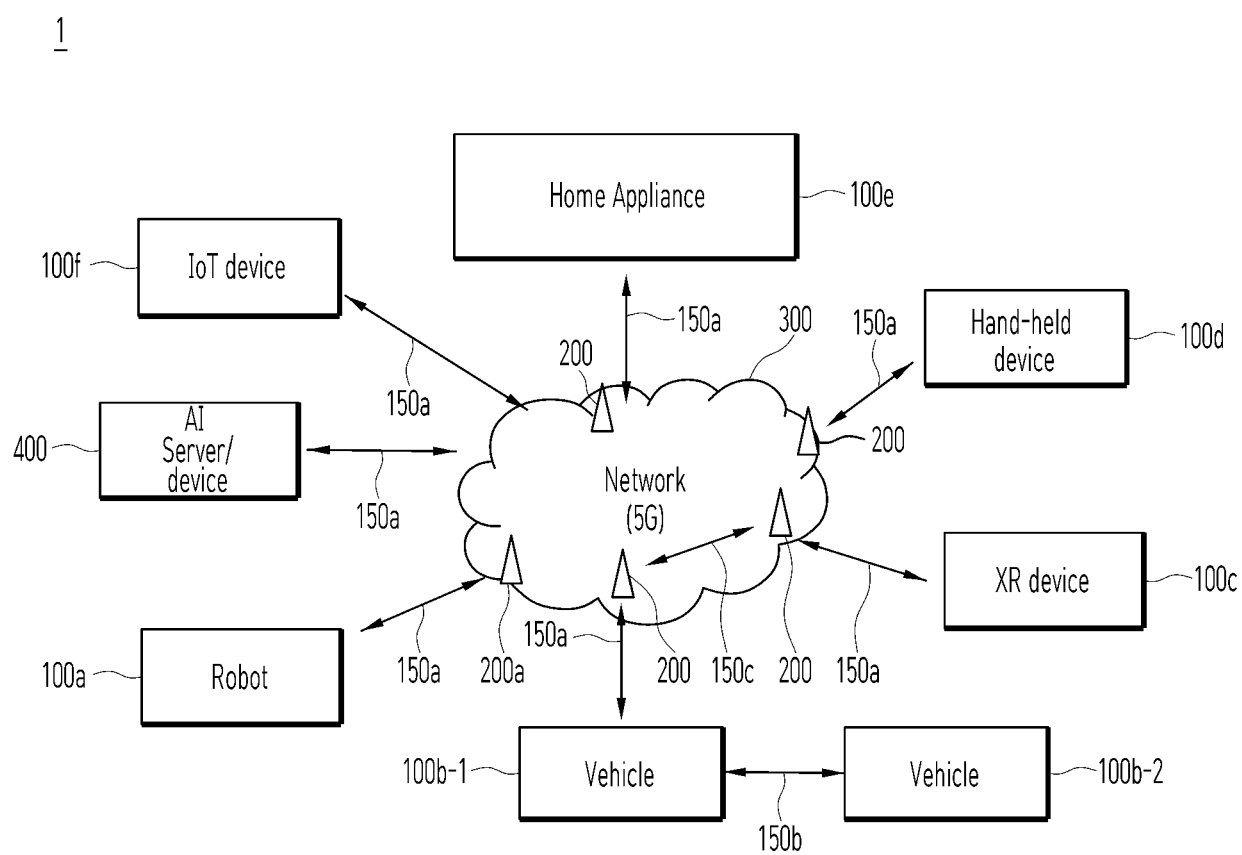 1
Home Appliance
100e
IoT device
100f
150a
300
150a
Hand-held
device
100d
200
150a
AI
Server/
device
400
150a
200
Network
(5G)
XR device
100c
150a
150a
150a
200a
200
150c
200
150a
Robot
100a
Vehicle
100b-1
Vehicle
100b-2
150b